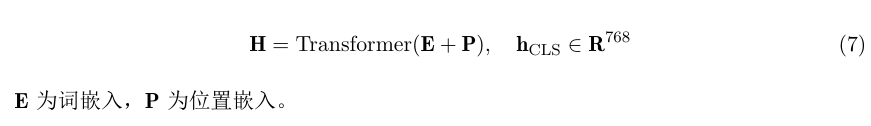 H = Transformer(E + P), h_CLS ∈ R^768 (7)
E 为词嵌入，P 为位置嵌入。